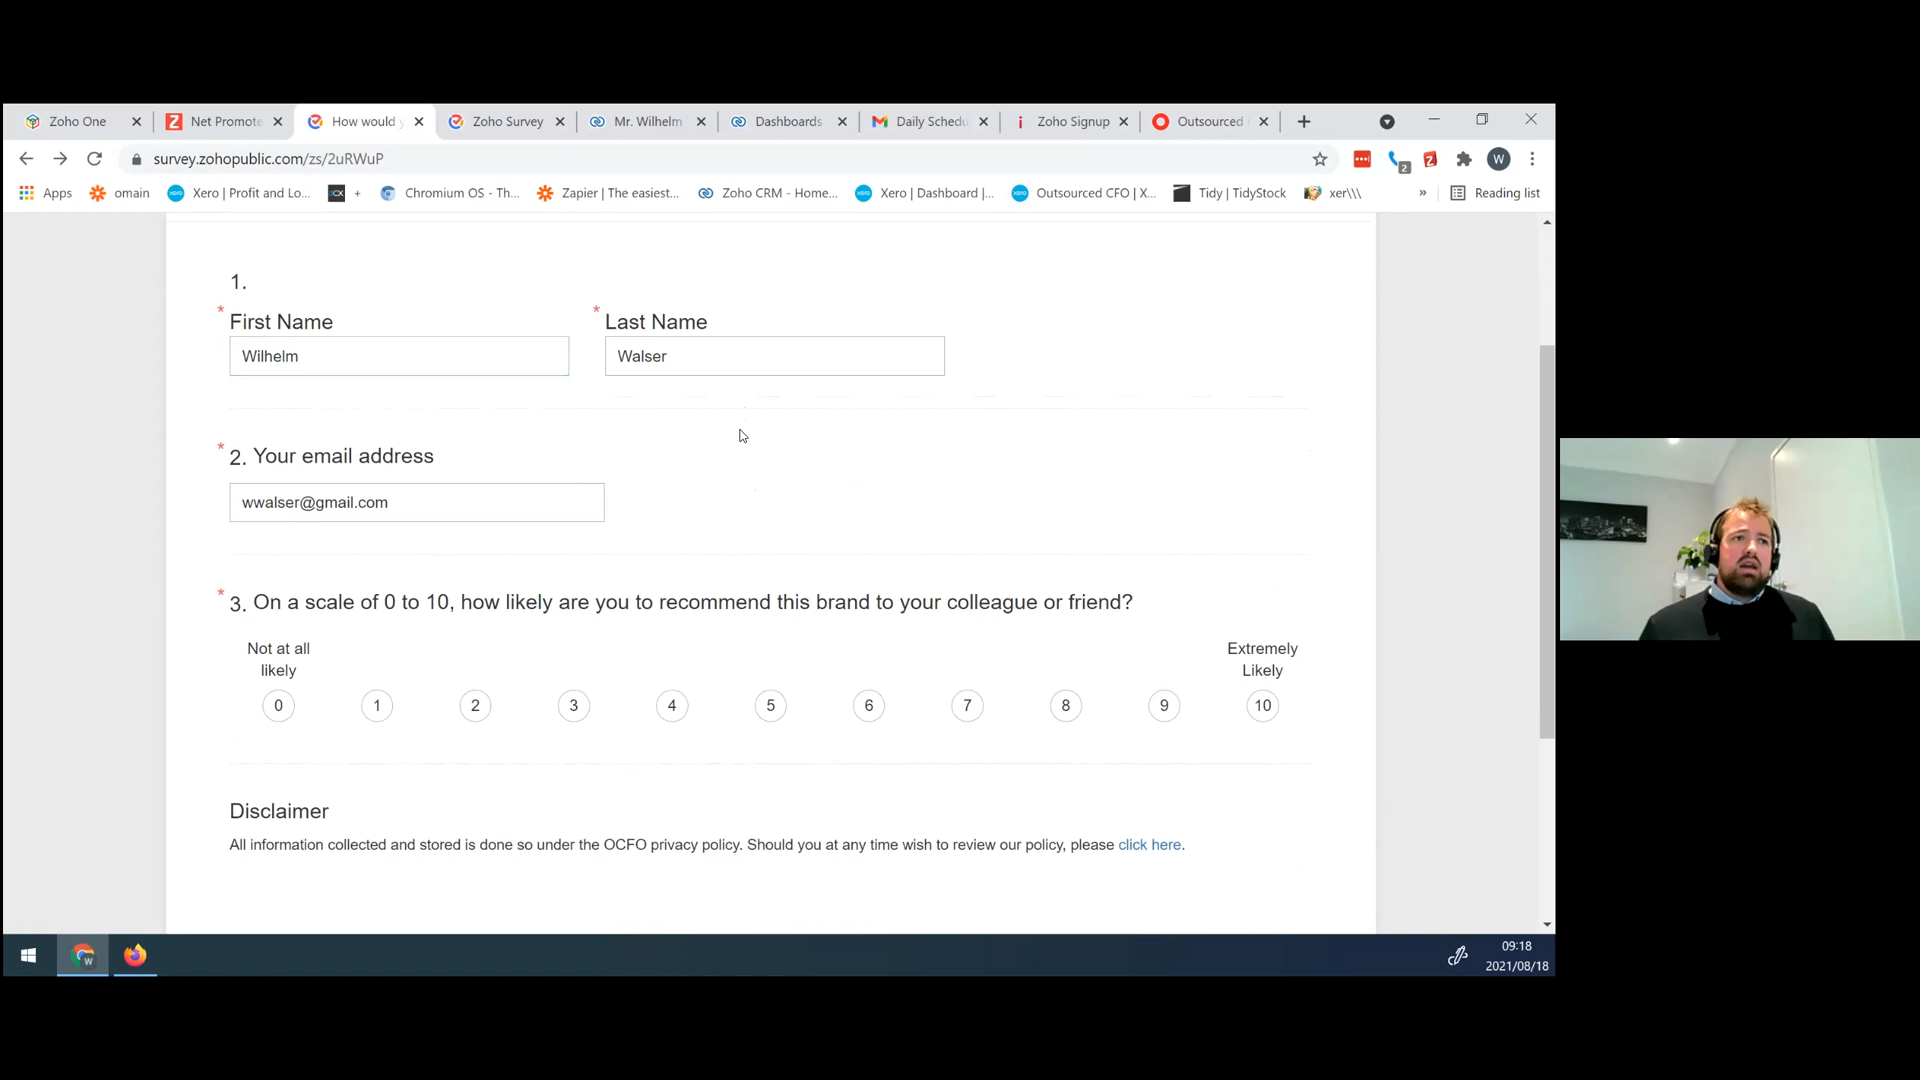 Zoho One
Net Promote
How would y
Zoho Survey
Mr. Wilhelm
Dashboards
Daily Schedu
Zoho Signup
Outsourced
survey.zohopublic.com/zs/2uRWuP
2
W
Apps
omain
Xero | Profit and Lo...
+
Chromium OS - Th...
Zapier | The easiest...
Zoho CRM - Home...
Xero | Dashboard |...
Outsourced CFO | X...
Tidy | TidyStock
xer\\\
»
Reading list
1.
* First Name
* Last Name
Wilhelm
Walser
* 2. Your email address
wwalser@gmail.com
* 3. On a scale of 0 to 10, how likely are you to recommend this brand to your colleague or friend?
Not at all
likely
Extremely
Likely
0 1 2 3 4 5 6 7 8 9 10
Disclaimer
All information collected and stored is done so under the OCFO privacy policy. Should you at any time wish to review our policy, please click here.
09:18
2021/08/18